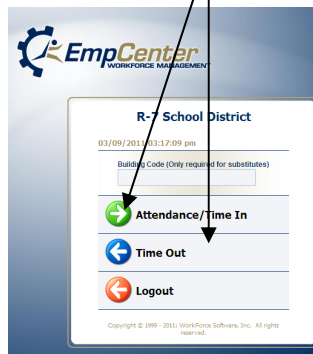 EmpCenter
WORKFORCE MANAGEMENT
R-7 School District
03/09/2011 03:17:09 pm
Building Code (Only required for substitutes)
Attendance/Time In
Time Out
Logout
Copyright © 1999 - 2011: WorkForce Software, Inc. All rights
reserved.